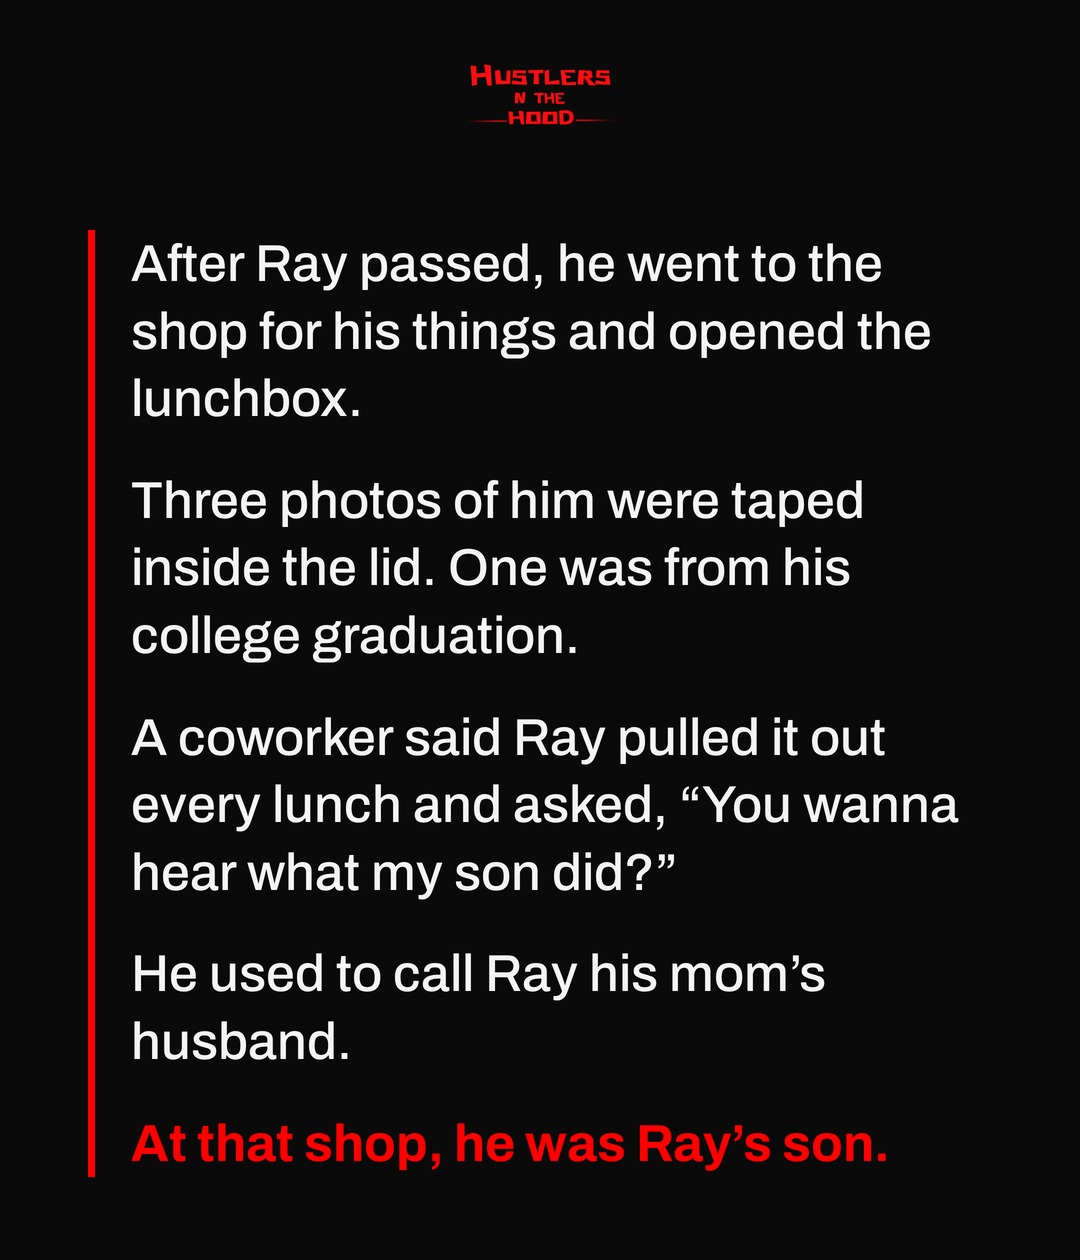 HUSTLERS
N THE
HOOD
After Ray passed, he went to the
shop for his things and opened the
lunchbox.
Three photos of him were taped
inside the lid. One was from his
college graduation.
A coworker said Ray pulled it out
every lunch and asked, “You wanna
hear what my son did?”
He used to call Ray his mom’s
husband.
At that shop, he was Ray’s son.